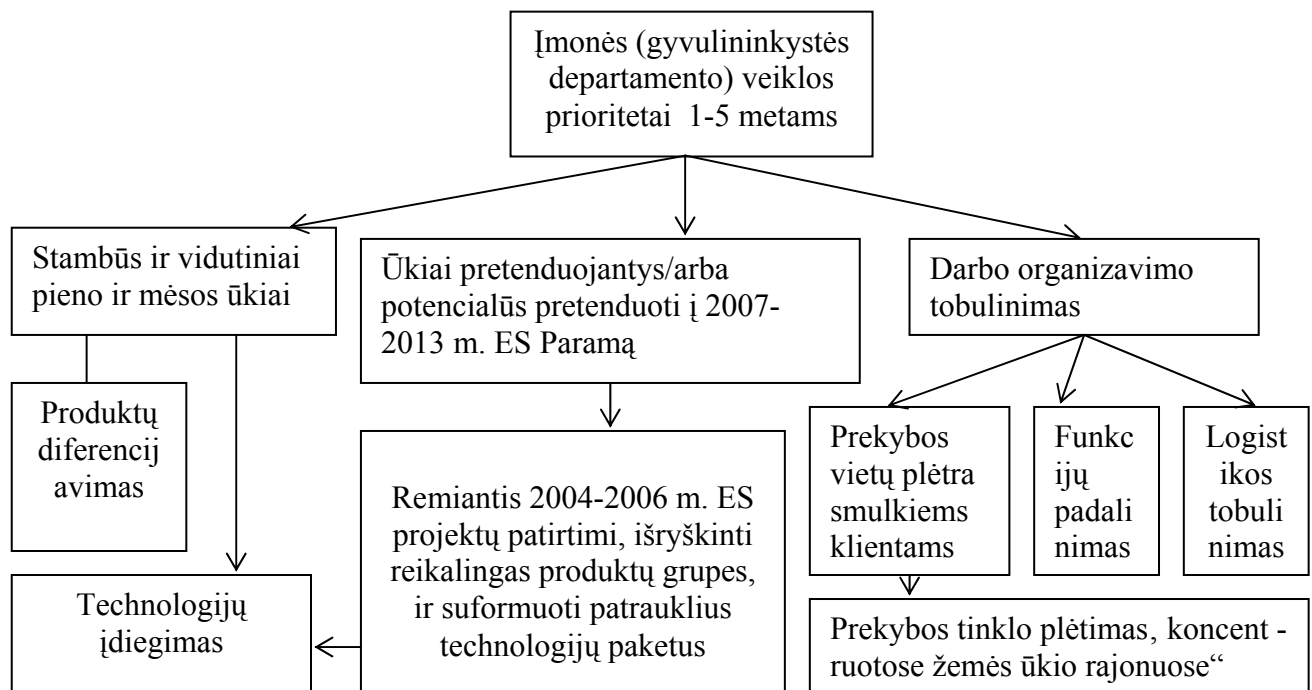 Įmonės (gyvulininkystės
departamento) veiklos
prioritetai  1-5 metams
Stambūs ir vidutiniai
pieno ir mėsos ūkiai
Ūkiai pretenduojantys/arba
potencialūs pretenduoti į 2007-
2013 m. ES Paramą
Darbo organizavimo
tobulinimas
Produktų
diferencij
avimas
Remiantis 2004-2006 m. ES
projektų patirtimi, išryškinti
reikalingas produktų grupes,
ir suformuoti patrauklius
technologijų paketus
Prekybos
vietų plėtra
smulkiems
klientams
Funkc
ijų
padali
nimas
Logist
ikos
tobuli
nimas
Technologijų
įdiegimas
Prekybos tinklo plėtimas, koncent -
ruotose žemės ūkio rajonuose“